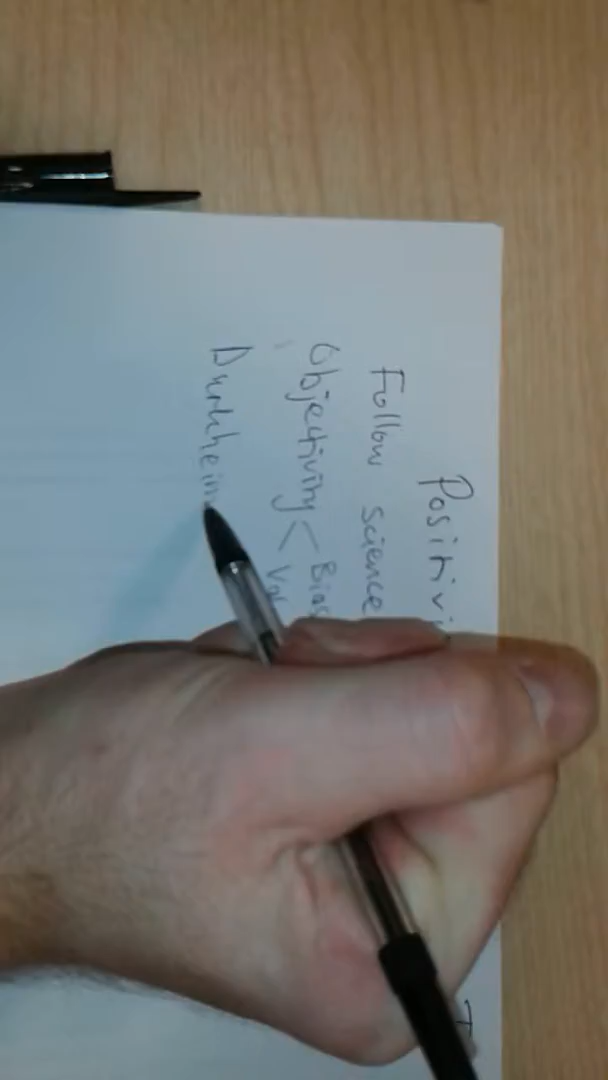 Positivi
Follow science
Objectivity < Bias
Val
Durkheim